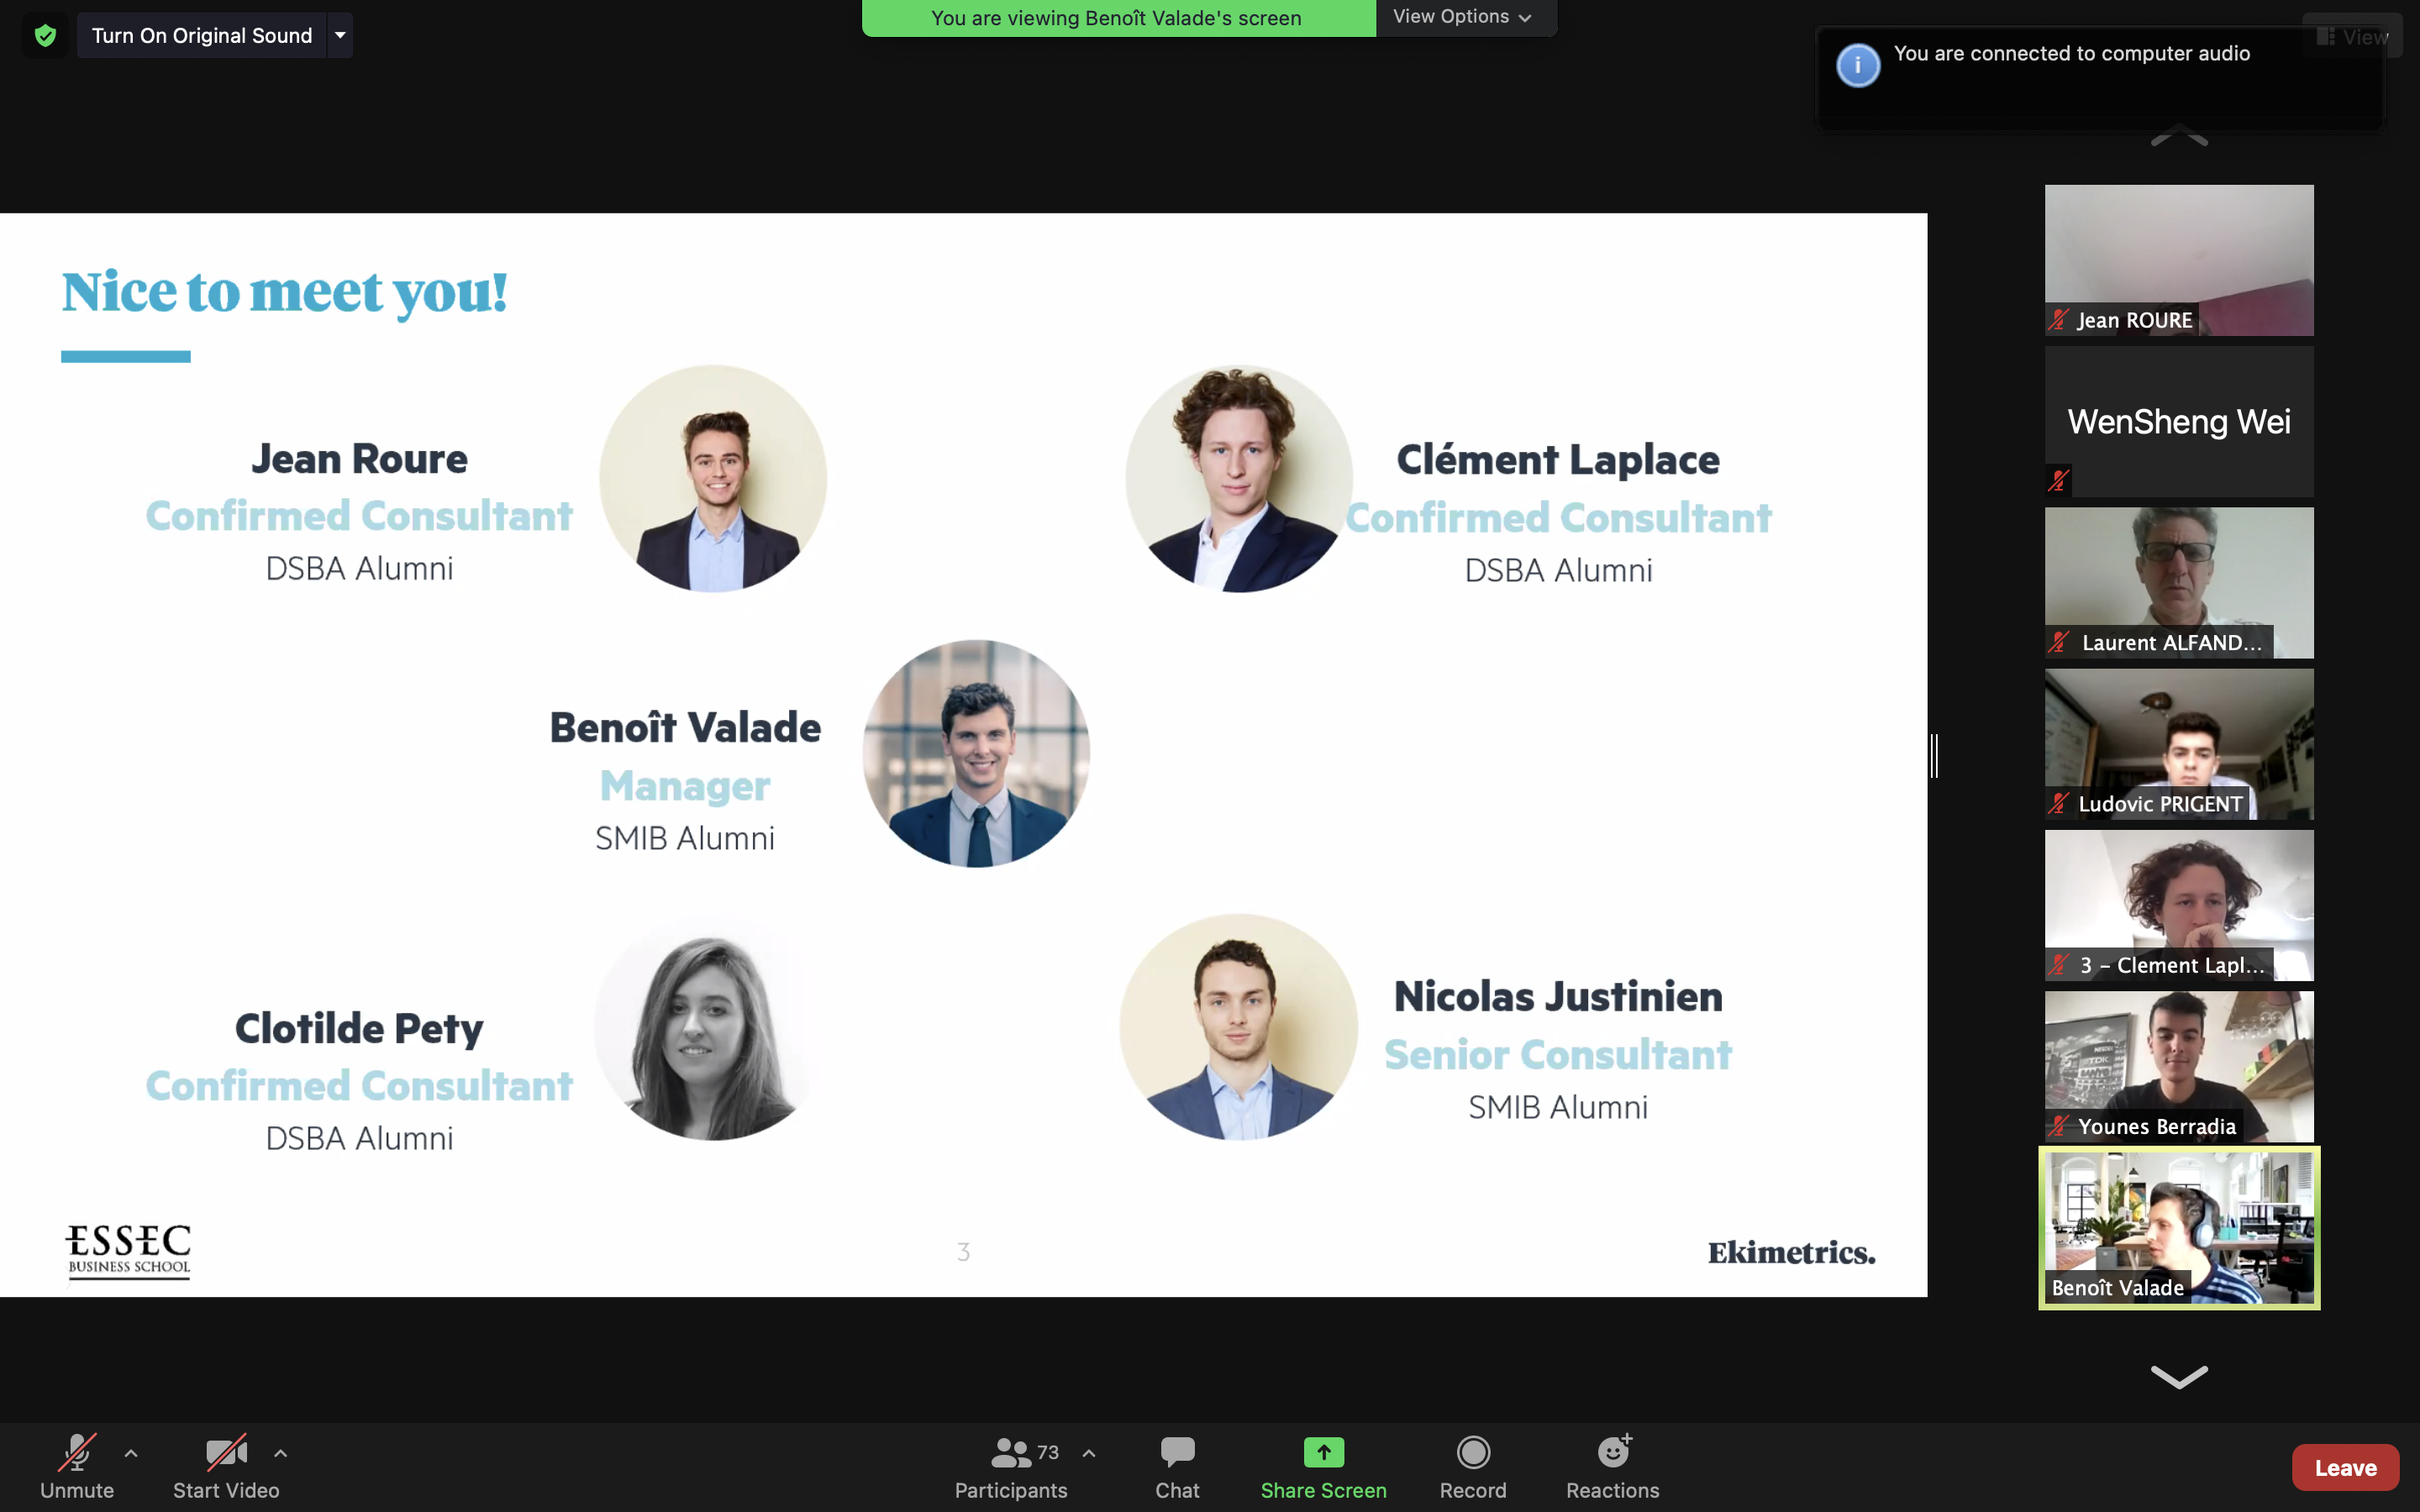 Turn On Original Sound
You are viewing Benoît Valade's screen
View Options
View
You are connected to computer audio
Nice to meet you!
Jean Roure
Confirmed Consultant
DSBA Alumni
Clément Laplace
Confirmed Consultant
DSBA Alumni
Benoît Valade
Manager
SMIB Alumni
Clotilde Pety
Confirmed Consultant
DSBA Alumni
Nicolas Justinien
Senior Consultant
SMIB Alumni
ESSEC
BUSINESS SCHOOL
3
Ekimetrics.
Jean ROURE
WenSheng Wei
Laurent ALFAND...
Ludovic PRIGENT
3 – Clement Lapl...
Younes Berradia
Benoît Valade
Unmute
Start Video
73
Participants
Chat
Share Screen
Record
Reactions
Leave